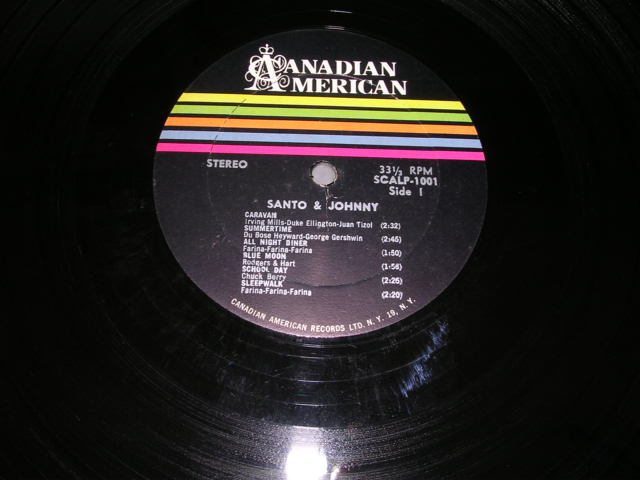 CANADIAN
AMERICAN
STEREO
33⅓ RPM
SCALP-1001
Side 1
SANTO & JOHNNY
CARAVAN
Irving Mills-Duke Ellington-Juan Tizol (2:32)
SUMMERTIME
Du Bose Heyward-George Gershwin (2:45)
ALL NIGHT DINER
Farina-Farina-Farina (1:50)
BLUE MOON
Rodgers & Hart (1:56)
SCHOOL DAY
Chuck Berry (2:25)
SLEEPWALK
Farina-Farina-Farina (2:20)
CANADIAN AMERICAN RECORDS LTD. N. Y. 19, N. Y.